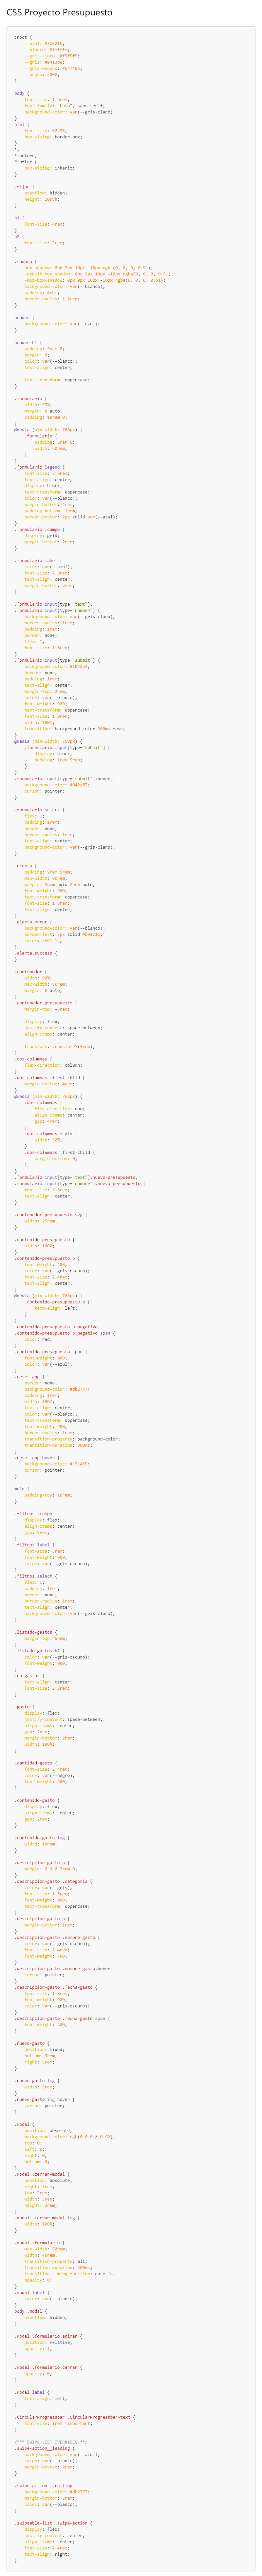 CSS Proyecto Presupuesto
:root {
--azul: #3b82f6;
--blanco: #ffffff;
--gris-claro: #f5f5f5;
--gris: #94a3b8;
--gris-oscuro: #64748b;
--negro: #000;
}
body {
font-size: 1.6rem;
font-family: "Lato", sans-serif;
background-color: var(--gris-claro);
}
html {
font-size: 62.5%;
box-sizing: border-box;
}
*,
*:before,
*:after {
box-sizing: inherit;
}
.fijar {
overflow: hidden;
height: 100vh;
}
h1 {
font-size: 4rem;
}
h2 {
font-size: 3rem;
}
.sombra {
box-shadow: 0px 5px 10px -10px rgba(0, 0, 0, 0.51);
-webkit-box-shadow: 0px 5px 10px -10px rgba(0, 0, 0, 0.51);
-moz-box-shadow: 0px 5px 10px -10px rgba(0, 0, 0, 0.51);
background-color: var(--blanco);
padding: 4rem;
border-radius: 1.2rem;
}
header {
background-color: var(--azul);
}
header h1 {
padding: 3rem 0;
margin: 0;
color: var(--blanco);
text-align: center;
text-transform: uppercase;
}
.formulario {
width: 95%;
margin: 0 auto;
padding: 10rem 0;
}
@media (min-width: 768px) {
.formulario {
padding: 3rem 0;
width: 60rem;
}
}
.formulario legend {
font-size: 3.6rem;
text-align: center;
display: block;
text-transform: uppercase;
color: var(--blanco);
margin-bottom: 4rem;
padding-bottom: 2rem;
border-bottom: 2px solid var(--azul);
}
.formulario .campo {
display: grid;
margin-bottom: 2rem;
}
.formulario label {
color: var(--azul);
font-size: 2.8rem;
text-align: center;
margin-bottom: 2rem;
}
.formulario input[type="text"],
.formulario input[type="number"] {
background-color: var(--gris-claro);
border-radius: 1rem;
padding: 1rem;
border: none;
flex: 1;
font-size: 1.6rem;
}
.formulario input[type="submit"] {
background-color: #1048a4;
border: none;
padding: 1rem;
text-align: center;
margin-top: 2rem;
color: var(--blanco);
font-weight: 900;
text-transform: uppercase;
font-size: 1.9rem;
width: 100%;
transition: background-color 300ms ease;
}
@media (min-width: 768px) {
.formulario input[type="submit"] {
display: block;
padding: 1rem 5rem;
}
}
.formulario input[type="submit"]:hover {
cursor: pointer;
}
.formulario select {
flex: 1;
padding: 1rem;
border: none;
border-radius: 1rem;
text-align: center;
background-color: var(--gris-claro);
}
.alerta {
padding: 2rem 5rem;
max-width: 60rem;
margin: 2rem auto 2rem auto;
font-weight: 900;
text-transform: uppercase;
font-size: 1.8rem;
text-align: center;
}
.alerta.error {
background-color: var(--blanco);
border-left: 5px solid #b91c1c;
color: #b91c1c;
}
.alerta.success {
}
.contenedor {
width: 90%;
max-width: 80rem;
margin: 0 auto;
}
.contenedor-presupuesto {
margin-top: -5rem;
display: flex;
justify-content: space-between;
text-align: center;
transform: translateY(5rem);
}
.dos-columnas {
flex-direction: column;
}
.dos-columnas :first-child {
margin-bottom: 4rem;
}
@media (min-width: 768px) {
.dos-columnas {
flex-direction: row;
align-items: center;
gap: 4rem;
}
.dos-columnas > div {
width: 50%;
}
.dos-columnas :first-child {
margin-bottom: 0;
}
}
.formulario input[type="text"].nuevo-presupuesto,
.formulario input[type="number"].nuevo-presupuesto {
font-size: 2.6rem;
text-align: center;
}
.contenedor-presupuesto svg {
width: 15rem;
}
.contenido-presupuesto {
width: 100%;
}
.contenido-presupuesto p {
font-weight: 400;
color: var(--gris-oscuro);
font-size: 2.4rem;
text-align: center;
}
@media (min-width: 768px) {
.contenido-presupuesto p {
text-align: left;
}
}
.contenido-presupuesto p.negativo,
.contenido-presupuesto p.negativo span {
color: red;
}
.contenido-presupuesto span {
font-weight: 900;
color: var(--azul);
}
.reset-app {
border: none;
background-color: #db2777;
padding: 1rem;
width: 100%;
text-align: center;
color: var(--blanco);
text-transform: uppercase;
font-weight: 900;
border-radius: 1rem;
transition-property: background-color;
transition-duration: 300ms;
}
.reset-app:hover {
background-color: #c71465;
cursor: pointer;
}
main {
padding-top: 10rem;
}
.filtros .campo {
display: flex;
align-items: center;
gap: 2rem;
}
.filtros label {
font-size: 3rem;
font-weight: 900;
color: var(--gris-oscuro);
}
.filtros select {
flex: 1;
padding: 1rem;
border: none;
border-radius: 1rem;
text-align: center;
background-color: var(--gris-claro);
}
.listado-gastos {
margin-top: 5rem;
}
.listado-gastos h2 {
color: var(--gris-oscuro);
font-weight: 900;
}
.no-gastos {
text-align: center;
font-size: 2.2rem;
}
.gasto {
display: flex;
justify-content: space-between;
align-items: center;
gap: 2rem;
margin-bottom: 2rem;
width: 100%;
}
.cantidad-gasto {
font-size: 3.6rem;
color: var(--negro);
font-weight: 900;
}
.contenido-gasto {
display: flex;
align-items: center;
gap: 2rem;
}
.contenido-gasto img {
width: 10rem;
}
.descripcion-gasto p {
margin: 0 0 0.7rem 0;
}
.descripcion-gasto .categoria {
color: var(--gris);
font-size: 1.6rem;
font-weight: 900;
text-transform: uppercase;
}
.descripcion-gasto p {
margin-bottom: 1rem;
}
.descripcion-gasto .nombre-gasto {
color: var(--gris-oscuro);
font-size: 2.4rem;
font-weight: 700;
}
.descripcion-gasto .nombre-gasto:hover {
cursor: pointer;
}
.descripcion-gasto .fecha-gasto {
font-size: 1.6rem;
font-weight: 900;
color: var(--gris-oscuro);
}
.descripcion-gasto .fecha-gasto span {
font-weight: 400;
}
.nuevo-gasto {
position: fixed;
bottom: 5rem;
right: 5rem;
}
.nuevo-gasto img {
width: 5rem;
}
.nuevo-gasto img:hover {
cursor: pointer;
}
.modal {
position: absolute;
background-color: rgb(0 0 0 / 0.93);
top: 0;
left: 0;
right: 0;
bottom: 0;
}
.modal .cerrar-modal {
position: absolute;
right: 3rem;
top: 3rem;
width: 3rem;
height: 3rem;
}
.modal .cerrar-modal img {
width: 100%;
}
.modal .formulario {
max-width: 80rem;
width: 40rem;
transition-property: all;
transition-duration: 300ms;
transition-timing-function: ease-in;
opacity: 0;
}
.modal label {
color: var(--blanco);
}
body .modal {
overflow: hidden;
}
.modal .formulario.animar {
position: relative;
opacity: 1;
}
.modal .formulario.cerrar {
opacity: 0;
}
.modal label {
text-align: left;
}
.CircularProgressbar .CircularProgressbar-text {
font-size: 1rem !important;
}
/*** SWIPE LIST OVERRIDES **/
.swipe-action__leading {
background-color: var(--azul);
color: var(--blanco);
margin-bottom: 2rem;
}
.swipe-action__trailing {
background-color: #db2777;
margin-bottom: 2rem;
color: var(--blanco);
}
.swipeable-list .swipe-action {
display: flex;
justify-content: center;
align-items: center;
font-size: 1.6rem;
text-align: right;
}